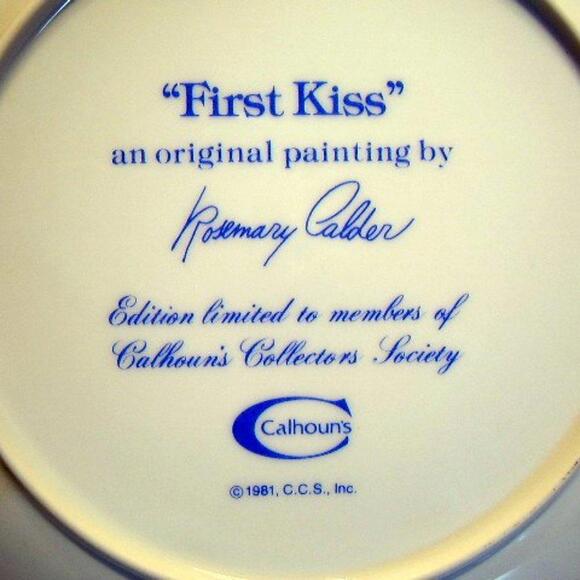 “First Kiss”
an original painting by
Rosemary Calder
Edition limited to members of
Calhoun's Collectors Society
Calhoun's
©1981, C.C.S., Inc.